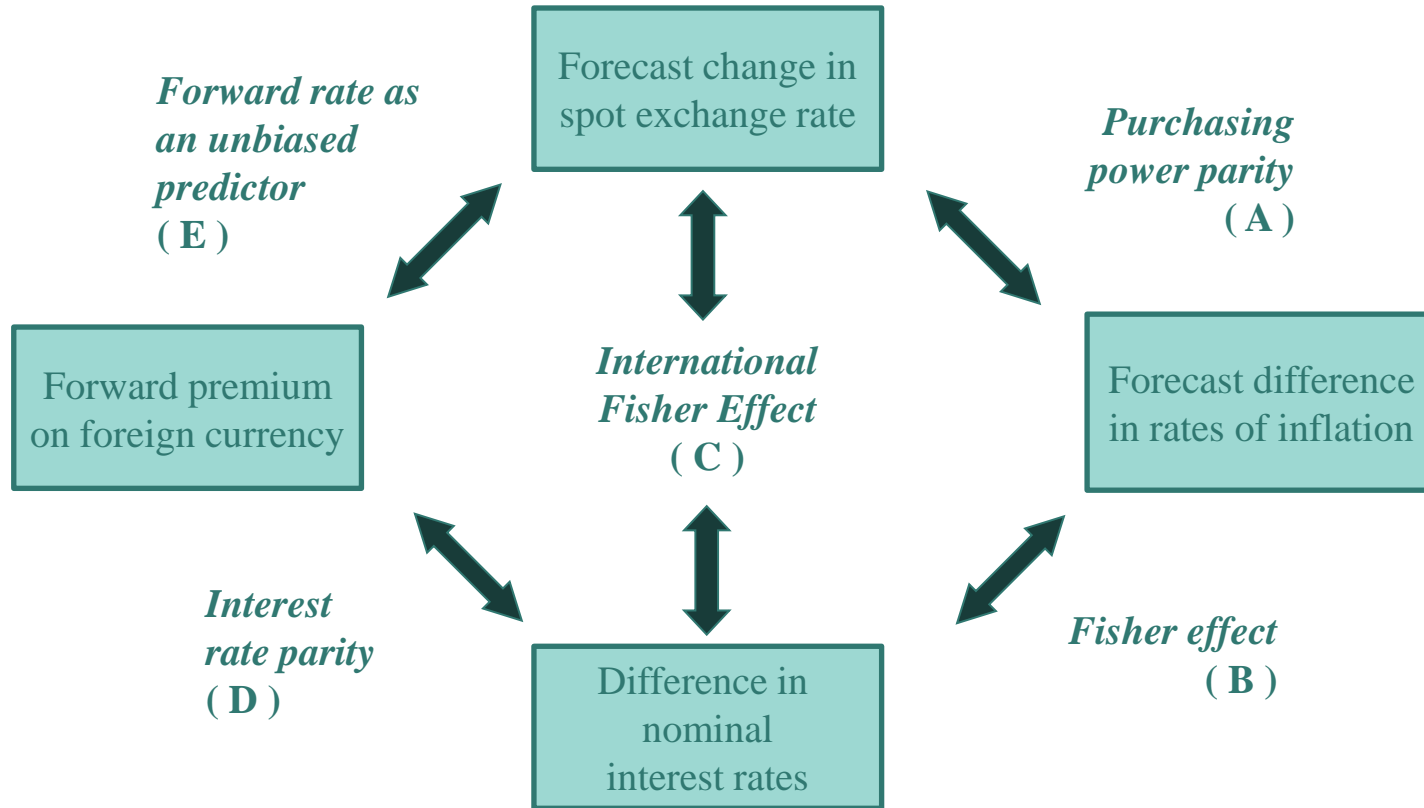 Forecast change in
spot exchange rate
Forward rate as
an unbiased
predictor
( E )
Purchasing
power parity
( A )
Forward premium
on foreign currency
International
Fisher Effect
( C )
Forecast difference
in rates of inflation
Interest
rate parity
( D )
Fisher effect
( B )
Difference in
nominal
interest rates